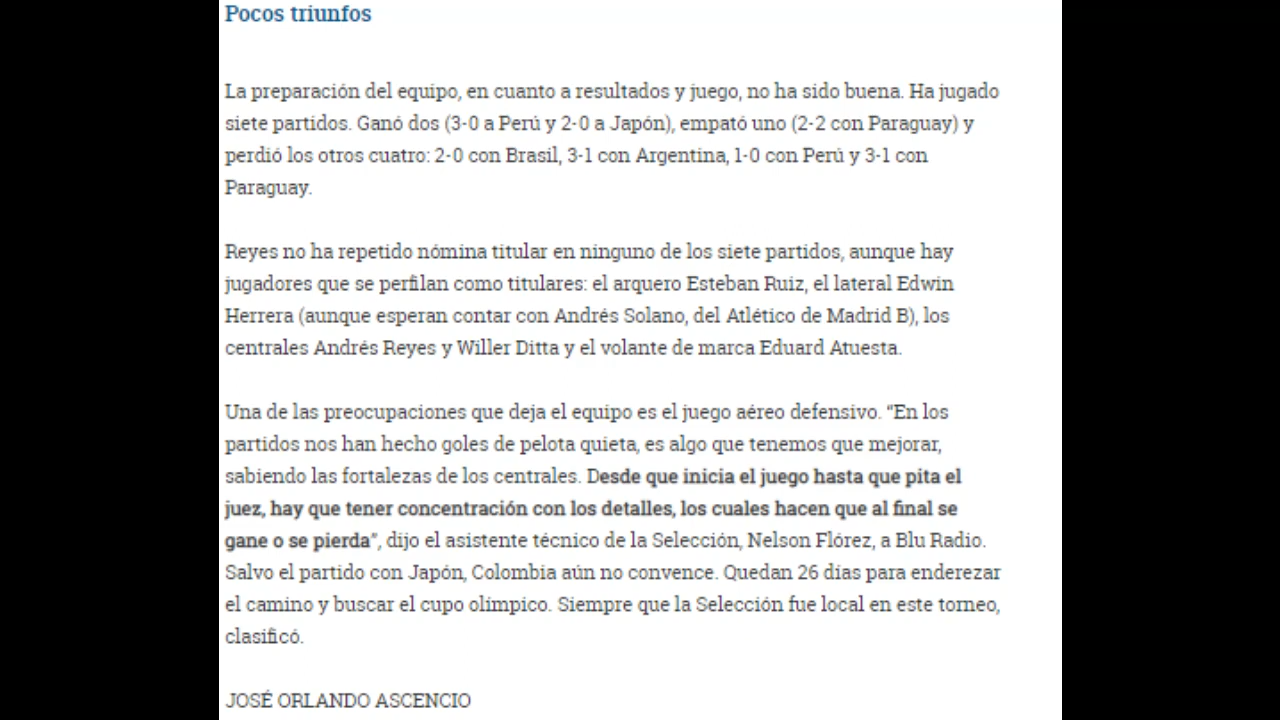 Pocos triunfos
La preparación del equipo, en cuanto a resultados y juego, no ha sido buena. Ha jugado
siete partidos. Ganó dos (3-0 a Perú y 2-0 a Japón), empató uno (2-2 con Paraguay) y
perdió los otros cuatro: 2-0 con Brasil, 3-1 con Argentina, 1-0 con Perú y 3-1 con
Paraguay.
Reyes no ha repetido nómina titular en ninguno de los siete partidos, aunque hay
jugadores que se perfilan como titulares: el arquero Esteban Ruiz, el lateral Edwin
Herrera (aunque esperan contar con Andrés Solano, del Atlético de Madrid B), los
centrales Andrés Reyes y Willer Ditta y el volante de marca Eduard Atuesta.
Una de las preocupaciones que deja el equipo es el juego aéreo defensivo. “En los
partidos nos han hecho goles de pelota quieta, es algo que tenemos que mejorar,
sabiendo las fortalezas de los centrales. Desde que inicia el juego hasta que pita el
juez, hay que tener concentración con los detalles, los cuales hacen que al final se
gane o se pierda”, dijo el asistente técnico de la Selección, Nelson Flórez, a Blu Radio.
Salvo el partido con Japón, Colombia aún no convence. Quedan 26 días para enderezar
el camino y buscar el cupo olímpico. Siempre que la Selección fue local en este torneo,
clasificó.
JOSÉ ORLANDO ASCENCIO